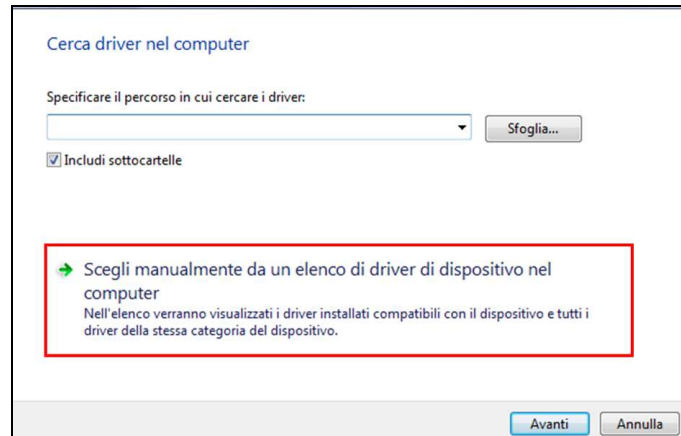 Cerca driver nel computer
Specificare il percorso in cui cercare i driver:
Sfoglia...
Includi sottocartelle
Scegli manualmente da un elenco di driver di dispositivo nel
computer
Nell'elenco verranno visualizzati i driver installati compatibili con il dispositivo e tutti i
driver della stessa categoria del dispositivo.
Avanti Annulla